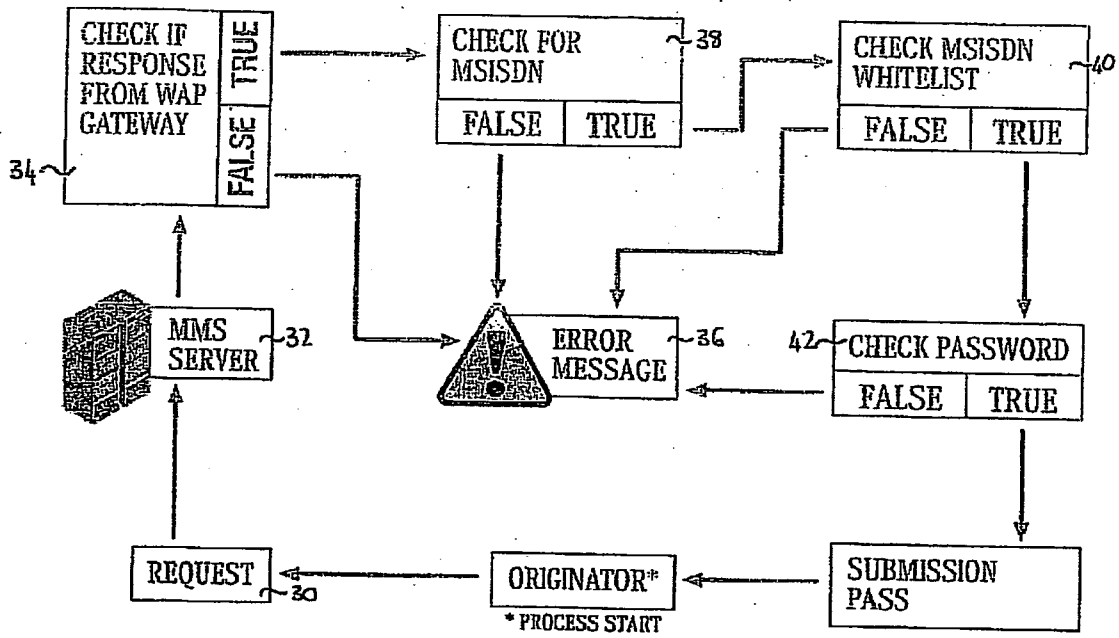 CHECK IF
RESPONSE
FROM WAP
GATEWAY
TRUE
FALSE
34
CHECK FOR
MSISDN
38
FALSE TRUE
CHECK MSISDN
WHITELIST
40
FALSE TRUE
MMS
SERVER
32
!
ERROR
MESSAGE
36
42
CHECK PASSWORD
FALSE TRUE
REQUEST
30
ORIGINATOR*
* PROCESS START
SUBMISSION
PASS